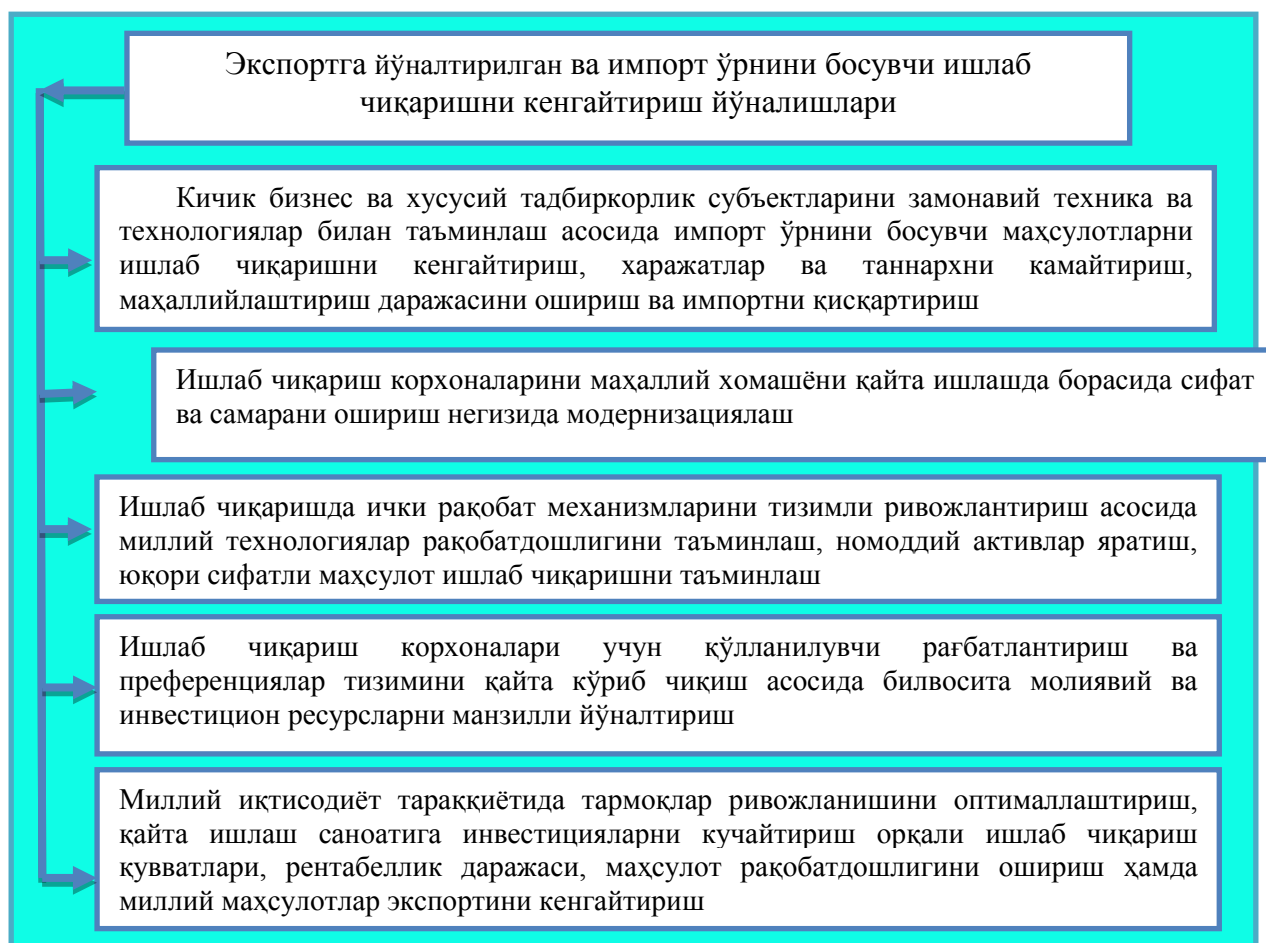 Экспортга йўналтирилган ва импорт ўрнини босувчи ишлаб
чиқаришни кенгайтириш йўналишлари
Кичик бизнес ва хусусий тадбиркорлик субъектларини замонавий техника ва
технологиялар билан таъминлаш асосида импорт ўрнини босувчи маҳсулотларни
ишлаб чиқаришни кенгайтириш, харажатлар ва таннархни камайтириш,
маҳаллийлаштириш даражасини ошириш ва импортни қисқартириш
Ишлаб чиқариш корхоналарини маҳаллий хомашёни қайта ишлашда борасида сифат
ва самарани ошириш негизида модернизациялаш
Ишлаб чиқаришда ички рақобат механизмларини тизимли ривожлантириш асосида
миллий технологиялар рақобатдошлигини таъминлаш, номоддий активлар яратиш,
юқори сифатли маҳсулот ишлаб чиқаришни таъминлаш
Ишлаб чиқариш корхоналари учун қўлланилувчи рағбатлантириш ва
преференциялар тизимини қайта кўриб чиқиш асосида билвосита молиявий ва
инвестицион ресурсларни манзилли йўналтириш
Миллий иқтисодиёт тараққиётида тармоқлар ривожланишини оптималлаштириш,
қайта ишлаш саноатига инвестицияларни кучайтириш орқали ишлаб чиқариш
қувватлари, рентабеллик даражаси, маҳсулот рақобатдошлигини ошириш ҳамда
миллий маҳсулотлар экспортини кенгайтириш